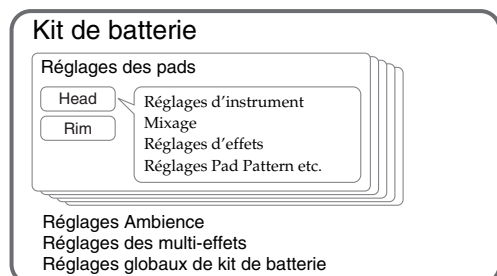 Kit de batterie
Réglages des pads
Head
Rim
Réglages d'instrument
Mixage
Réglages d'effets
Réglages Pad Pattern etc.
Réglages Ambience
Réglages des multi-effets
Réglages globaux de kit de batterie